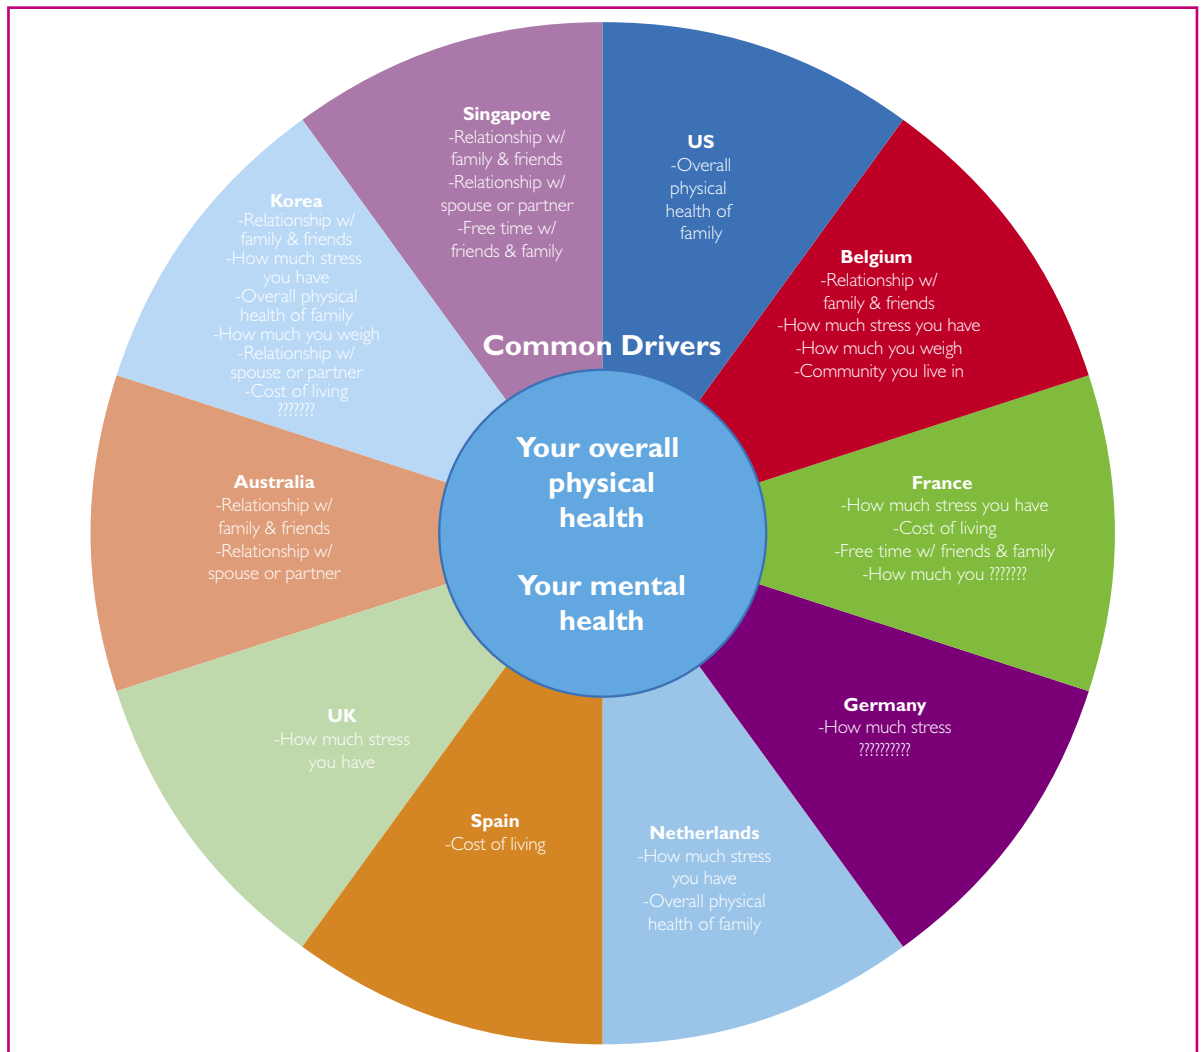 Singapore
-Relationship w/
family & friends
-Relationship w/
spouse or partner
-Free time w/
friends & family
US
-Overall
physical
health of
family
Belgium
-Relationship w/
family & friends
-How much stress you have
-How much you weigh
-Community you live in
France
-How much stress you have
-Cost of living
-Free time w/ friends & family
-How much you ???????
Germany
-How much stress
??????????
Netherlands
-How much stress
you have
-Overall physical
health of family
Spain
-Cost of living
UK
-How much stress
you have
Australia
-Relationship w/
family & friends
-Relationship w/
spouse or partner
Korea
-Relationship w/
family & friends
-How much stress
you have
-Overall physical
health of family
-How much you weigh
-Relationship w/
spouse or partner
-Cost of living
???????
Common Drivers
Your overall
physical
health
Your mental
health